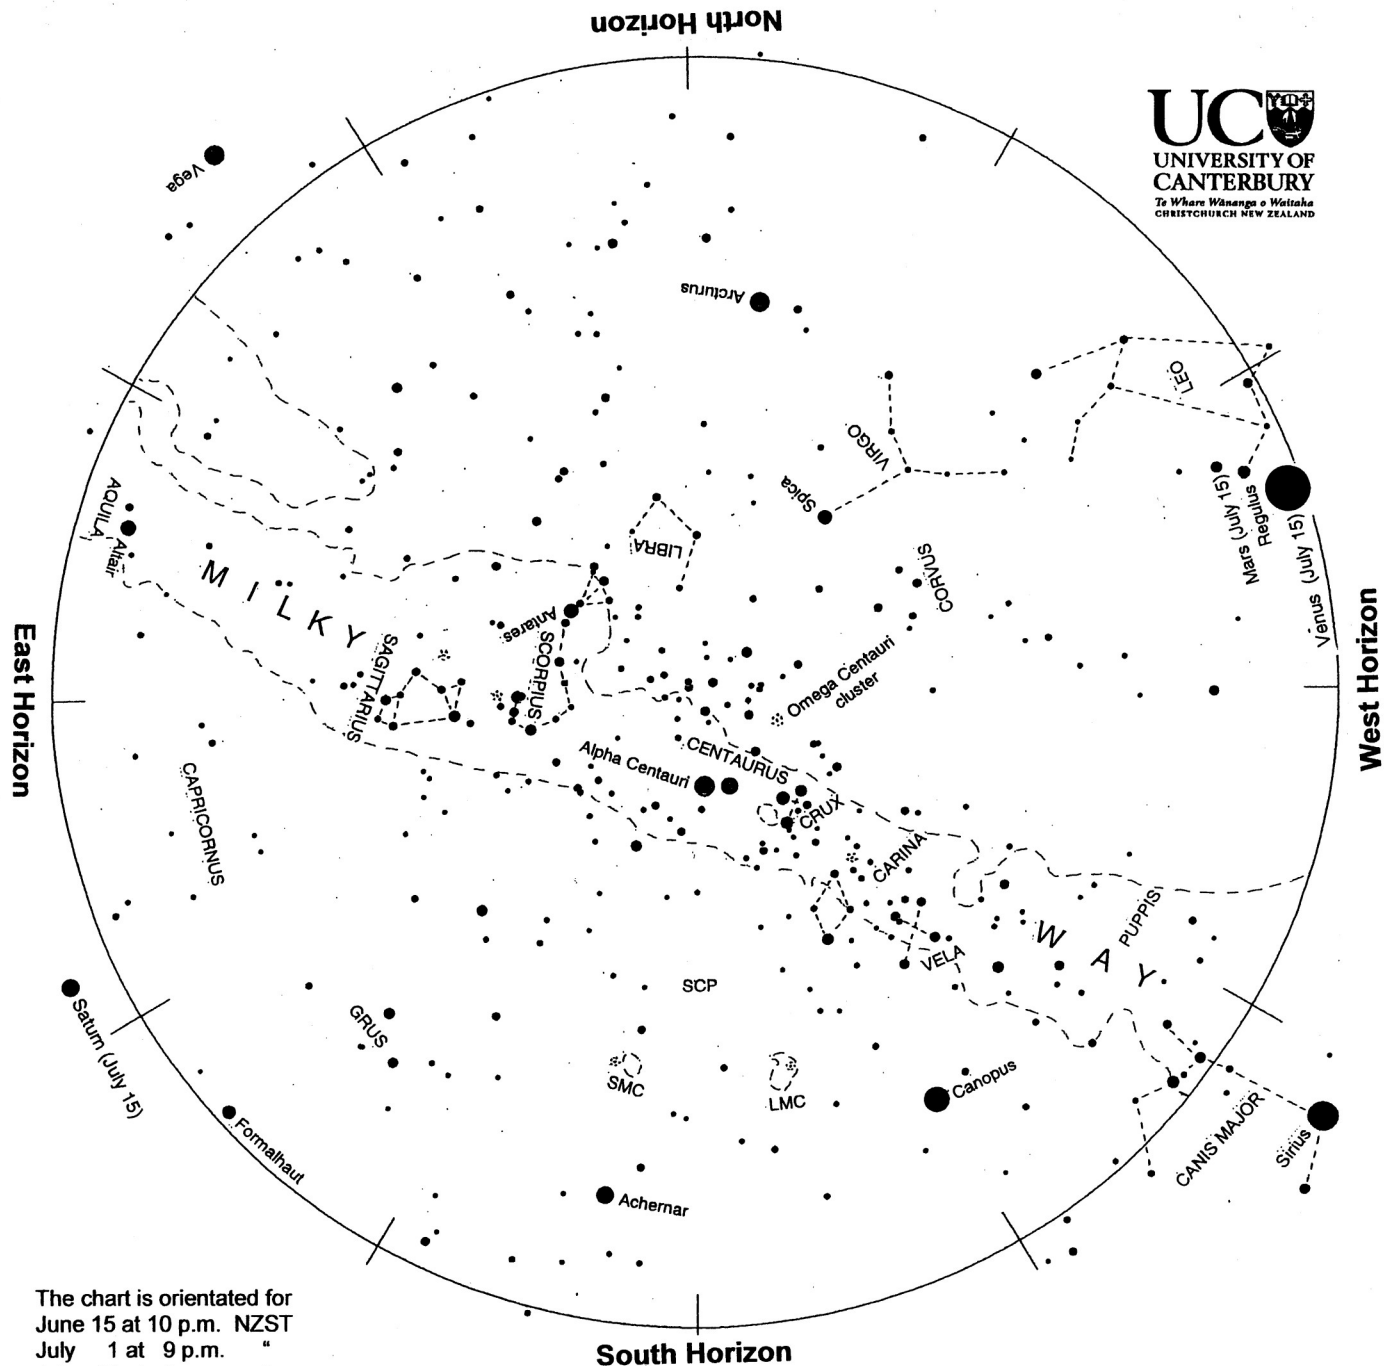 North Horizon
UC
UNIVERSITY OF
CANTERBURY
Te Whare Wānanga o Waitaha
CHRISTCHURCH NEW ZEALAND
Vega
Arcturus
LEO
VIRGO
Spica
Mars (July 15)
Regulus
Venus (July 15)
AQUILA
Altair
LIBRA
CORVUS
MILKY
Antares
SCORPIUS
SAGITTARIUS
Omega Centauri
cluster
East Horizon
West Horizon
CENTAURUS
Alpha Centauri
CRUX
CAPRICORNUS
CARINA
PUPPIS
WAY
VELA
SCP
Saturn (July 15)
GRUS
SMC
LMC
Canopus
CANIS MAJOR
Sirius
Formalhaut
Achernar
The chart is orientated for
June 15 at 10 p.m. NZST
July 1 at 9 p.m. "
South Horizon